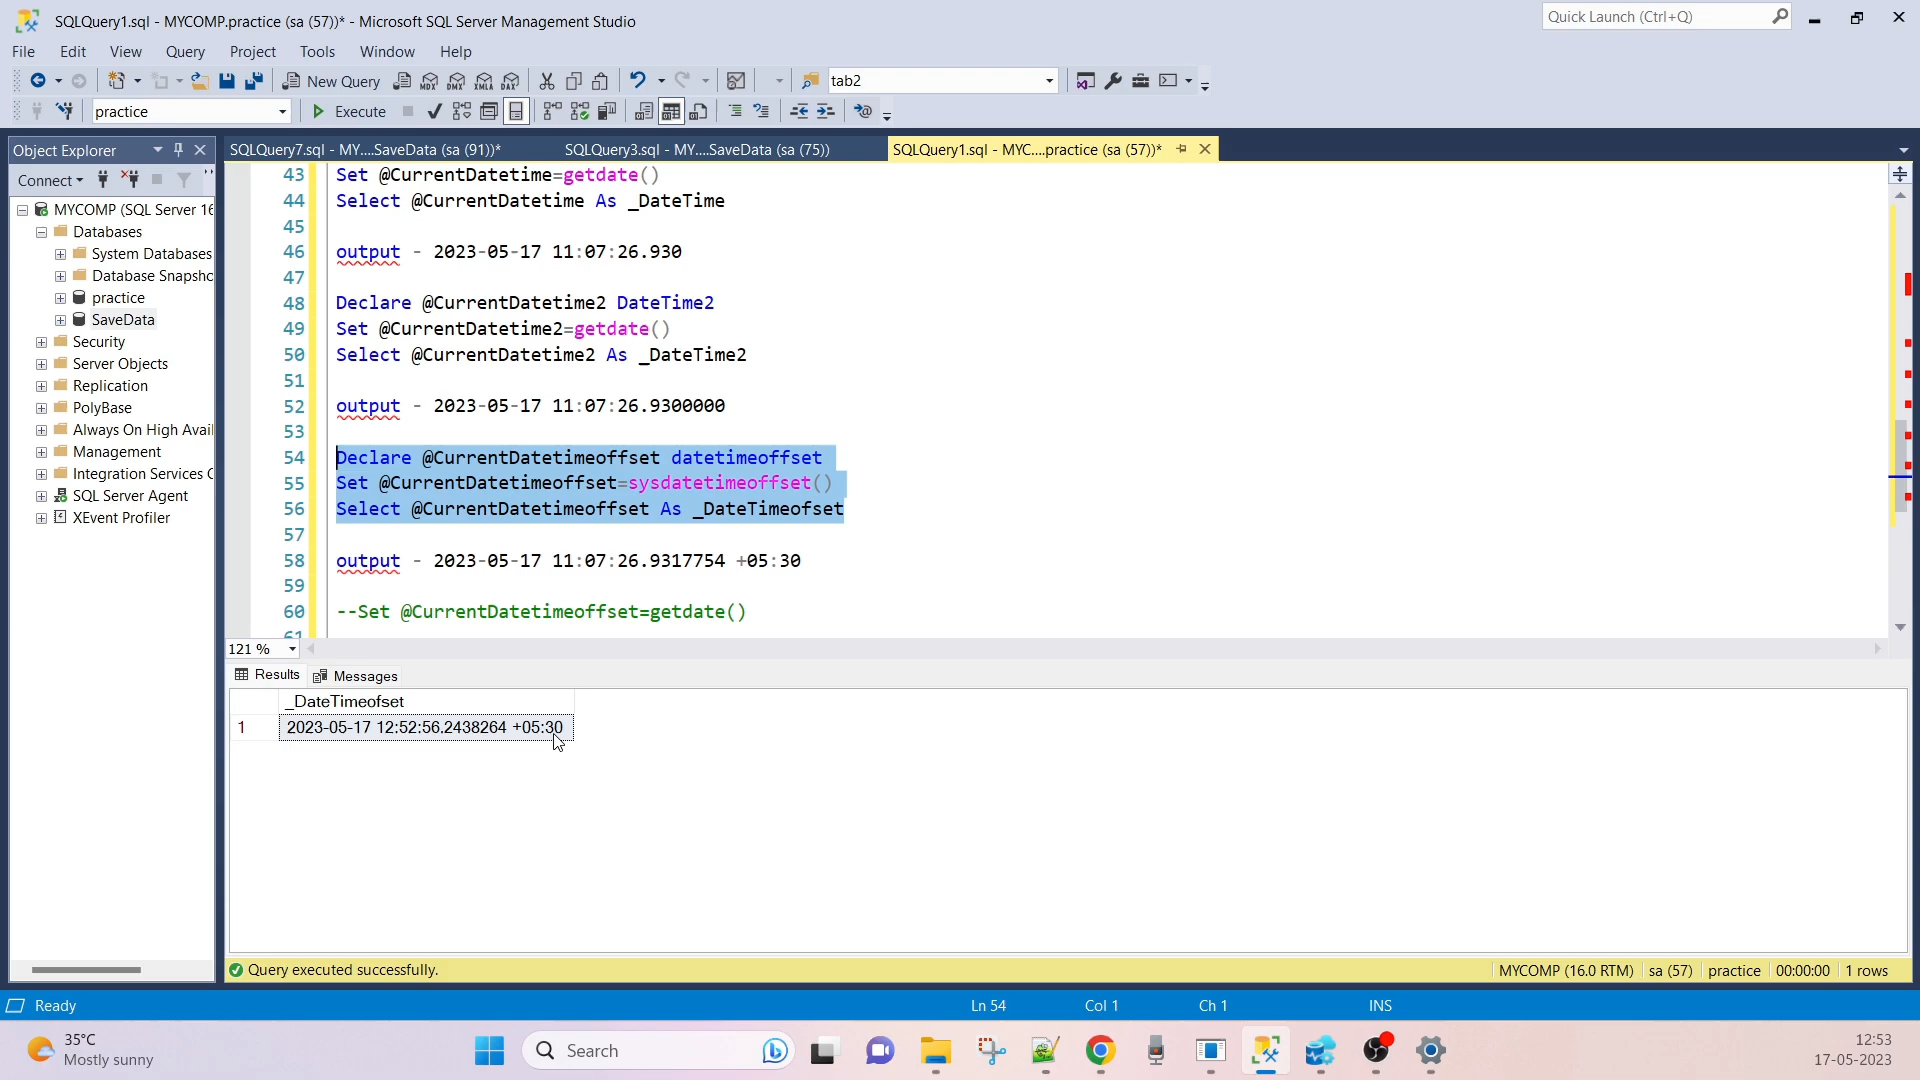 SQLQuery1.sql - MYCOMP.practice (sa (57))* - Microsoft SQL Server Management Studio
Quick Launch (Ctrl+Q)
File Edit View Query Project Tools Window Help
New Query
MDX DMX XMLA DAX
tab2
practice
Execute
Object Explorer
SQLQuery7.sql - MY....SaveData (sa (91))*
SQLQuery3.sql - MY....SaveData (sa (75))
SQLQuery1.sql - MYC....practice (sa (57))*
Connect
MYCOMP (SQL Server 16
Databases
System Databases
Database Snapsho
practice
SaveData
Security
Server Objects
Replication
PolyBase
Always On High Avail
Management
Integration Services C
SQL Server Agent
XEvent Profiler
43 Set @CurrentDatetime=getdate()
44 Select @CurrentDatetime As _DateTime
45
46 output - 2023-05-17 11:07:26.930
47
48 Declare @CurrentDatetime2 DateTime2
49 Set @CurrentDatetime2=getdate()
50 Select @CurrentDatetime2 As _DateTime2
51
52 output - 2023-05-17 11:07:26.9300000
53
54 Declare @CurrentDatetimeoffset datetimeoffset
55 Set @CurrentDatetimeoffset=sysdatetimeoffset()
56 Select @CurrentDatetimeoffset As _DateTimeofset
57
58 output - 2023-05-17 11:07:26.9317754 +05:30
59
60 --Set @CurrentDatetimeoffset=getdate()
61
121 %
Results Messages
_DateTimeofset
1 2023-05-17 12:52:56.2438264 +05:30
Query executed successfully.
MYCOMP (16.0 RTM) sa (57) practice 00:00:00 1 rows
Ready
Ln 54 Col 1 Ch 1 INS
35°C
Mostly sunny
Search
12:53
17-05-2023